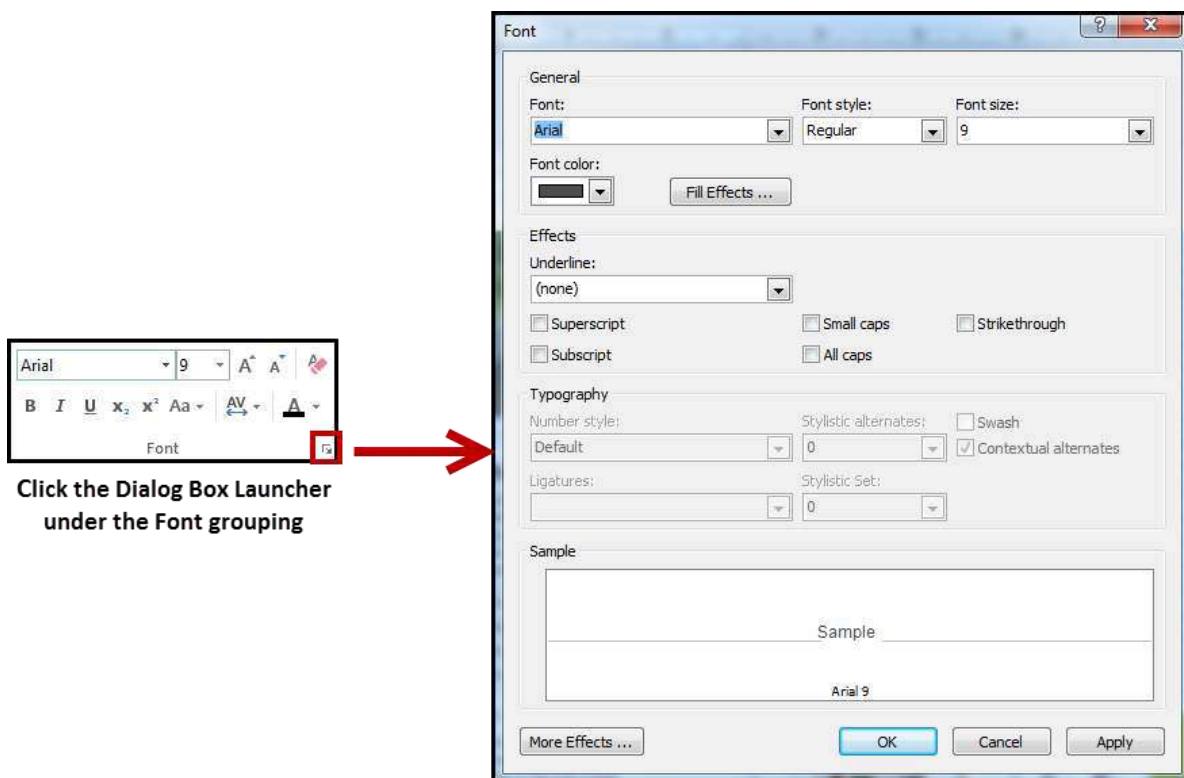 Font
General
Font: Font style: Font size:
Arial Regular 9
Font color:
Fill Effects ...
Effects
Underline:
(none)
Superscript Small caps Strikethrough
Subscript All caps
Typography
Number style: Stylistic alternates: Swash
Default 0 Contextual alternates
Ligatures: Stylistic Set:
0
Sample
Sample
Arial 9
More Effects ... OK Cancel Apply
Arial 9 A A A
B I U x₂ x² Aa AV A
Font
Click the Dialog Box Launcher
under the Font grouping